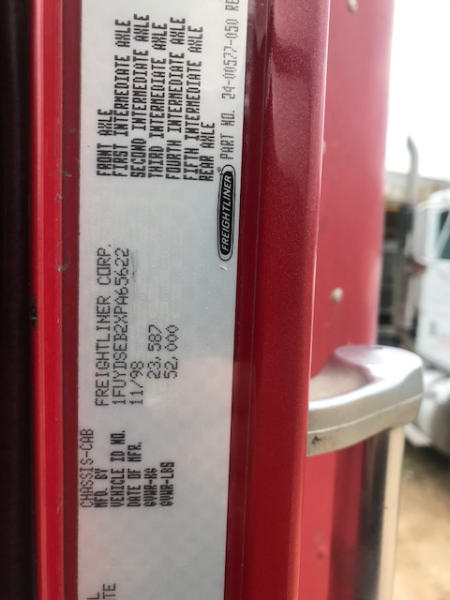 CHASSIS-CAB
MFD. BY FREIGHTLINER CORP.
VEHICLE ID NO. 1FUYDSEB2XPA65622
DATE OF MFR. 11/98
GVWR-KG 23,587
GVWR-LBS 52,000
FRONT AXLE
FIRST INTERMEDIATE AXLE
SECOND INTERMEDIATE AXLE
THIRD INTERMEDIATE AXLE
FOURTH INTERMEDIATE AXLE
FIFTH INTERMEDIATE AXLE
REAR AXLE
FREIGHTLINER® PART NO. 24-00577-050